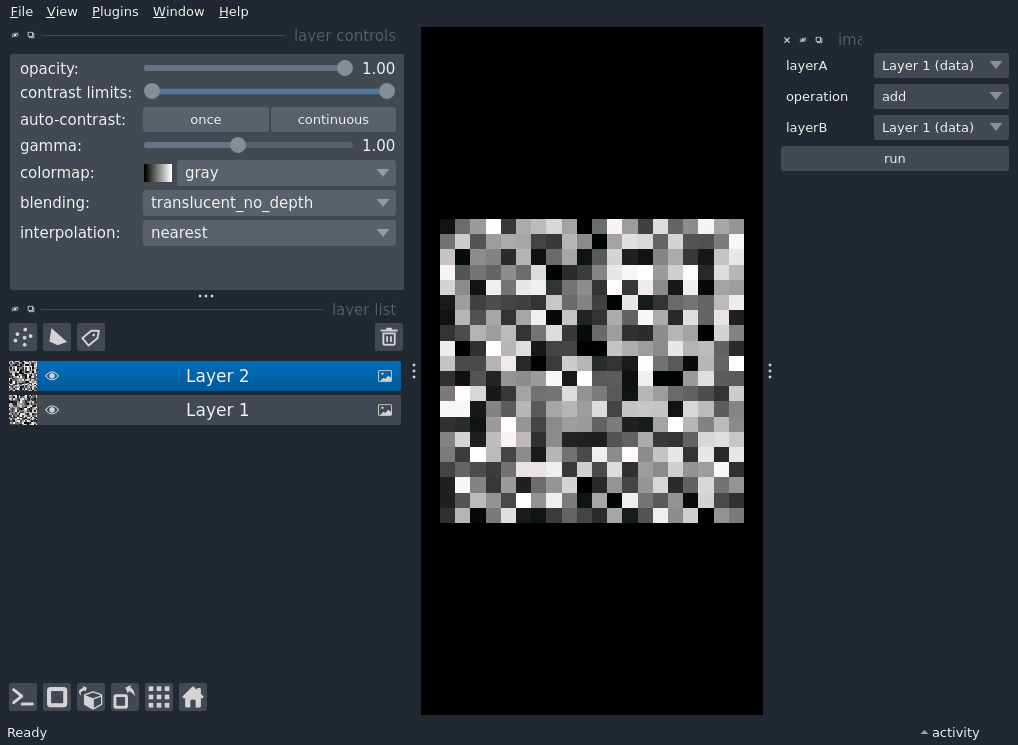 File View Plugins Window Help
layer controls
opacity: 1.00
contrast limits:
auto-contrast: once continuous
gamma: 1.00
colormap: gray
blending: translucent_no_depth
interpolation: nearest
layer list
Layer 2
Layer 1
layerA Layer 1 (data)
operation add
layerB Layer 1 (data)
run
Ready
activity